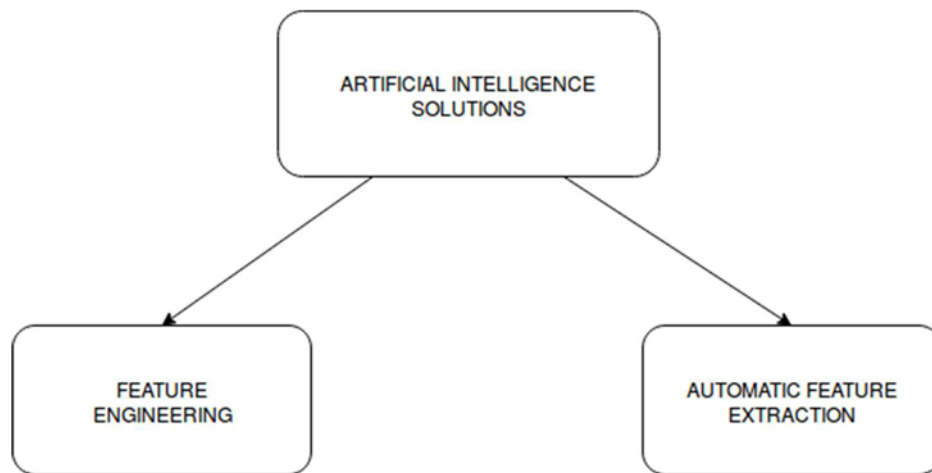 ARTIFICIAL INTELLIGENCE
SOLUTIONS
FEATURE
ENGINEERING
AUTOMATIC FEATURE
EXTRACTION